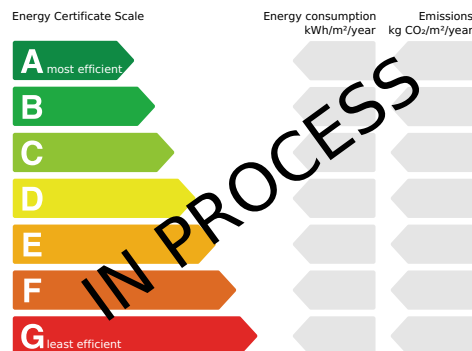 Energy Certificate Scale
Energy consumption
kWh/m²/year
Emissions
kg CO₂/m²/year
A most efficient
B
C
D
E
F
G least efficient
IN PROCESS